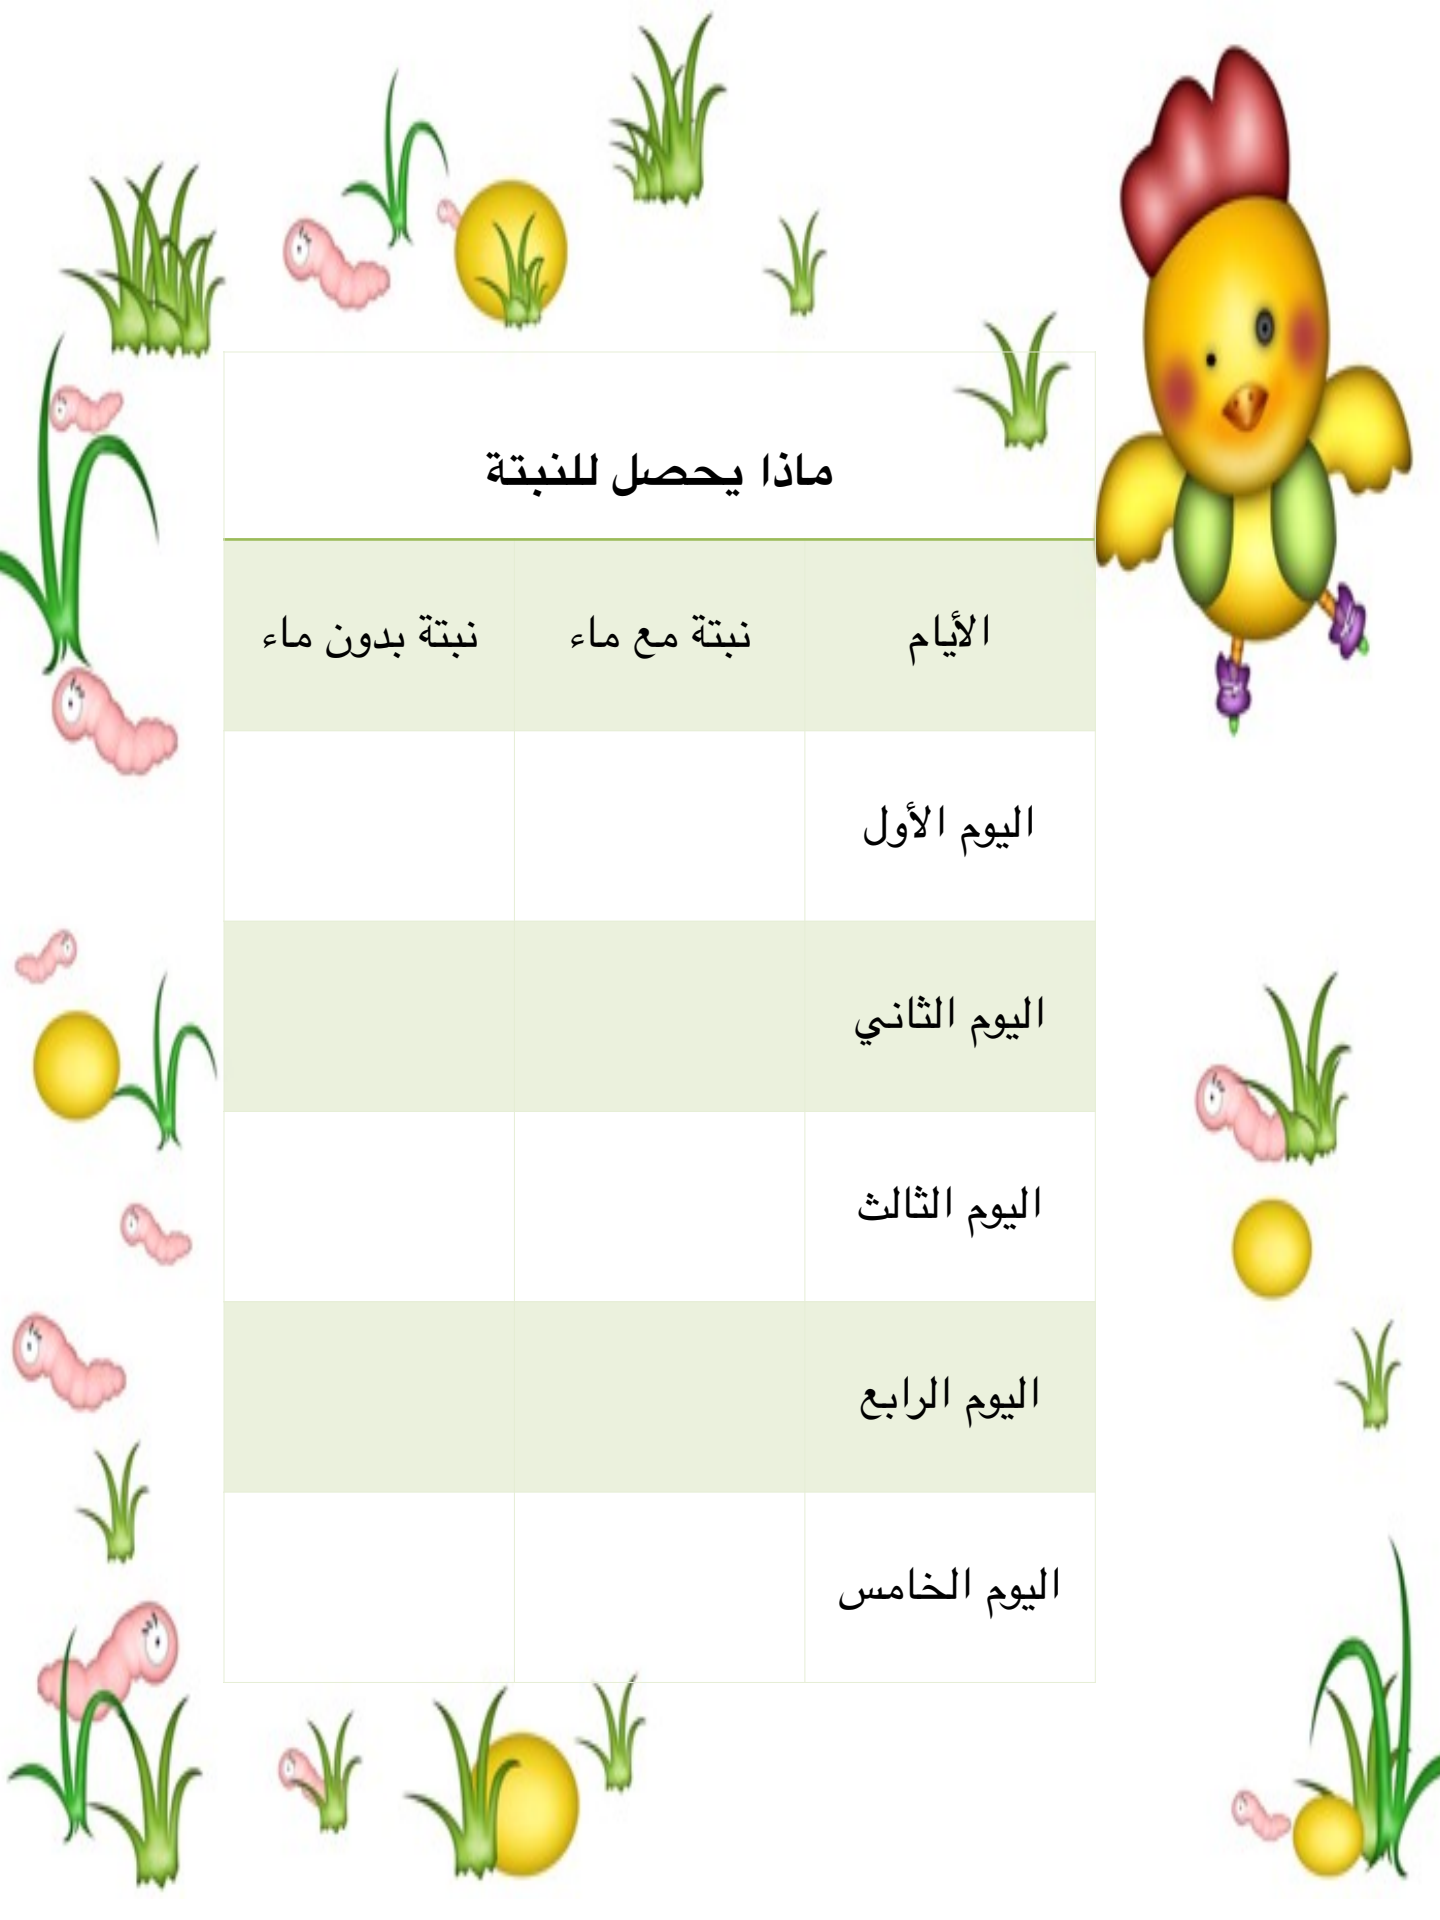 ماذا يحصل للنبتة
الأيام
نبتة مع ماء
نبتة بدون ماء
اليوم الأول
اليوم الثاني
اليوم الثالث
اليوم الرابع
اليوم الخامس